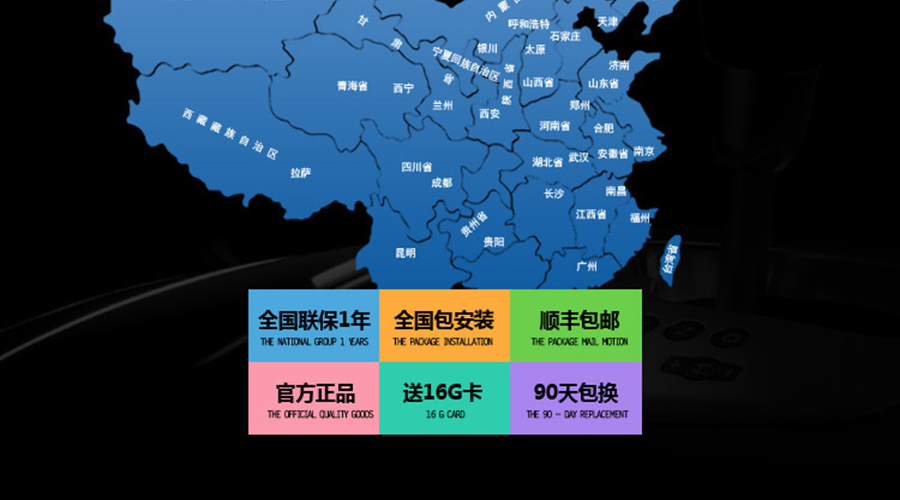 甘
肃
省
内蒙
呼和浩特
天津
石家庄
银川
太原
宁夏回族自治区
济南
陕西省
青海省
西宁
山西省
山东省
兰州
西安
郑州
西藏藏族自治区
河南省
合肥
湖北省
武汉
安徽省
南京
拉萨
四川省
成都
长沙
南昌
贵州省
江西省
福州
贵阳
昆明
广州
台湾省
全国联保1年
THE NATIONAL GROUP 1 YEARS
全国包安装
THE PACKAGE INSTALLATION
顺丰包邮
THE PACKAGE MAIL MOTION
官方正品
THE OFFICIAL QUALITY GOODS
送16G卡
16 G CARD
90天包换
THE 90 - DAY REPLACEMENT